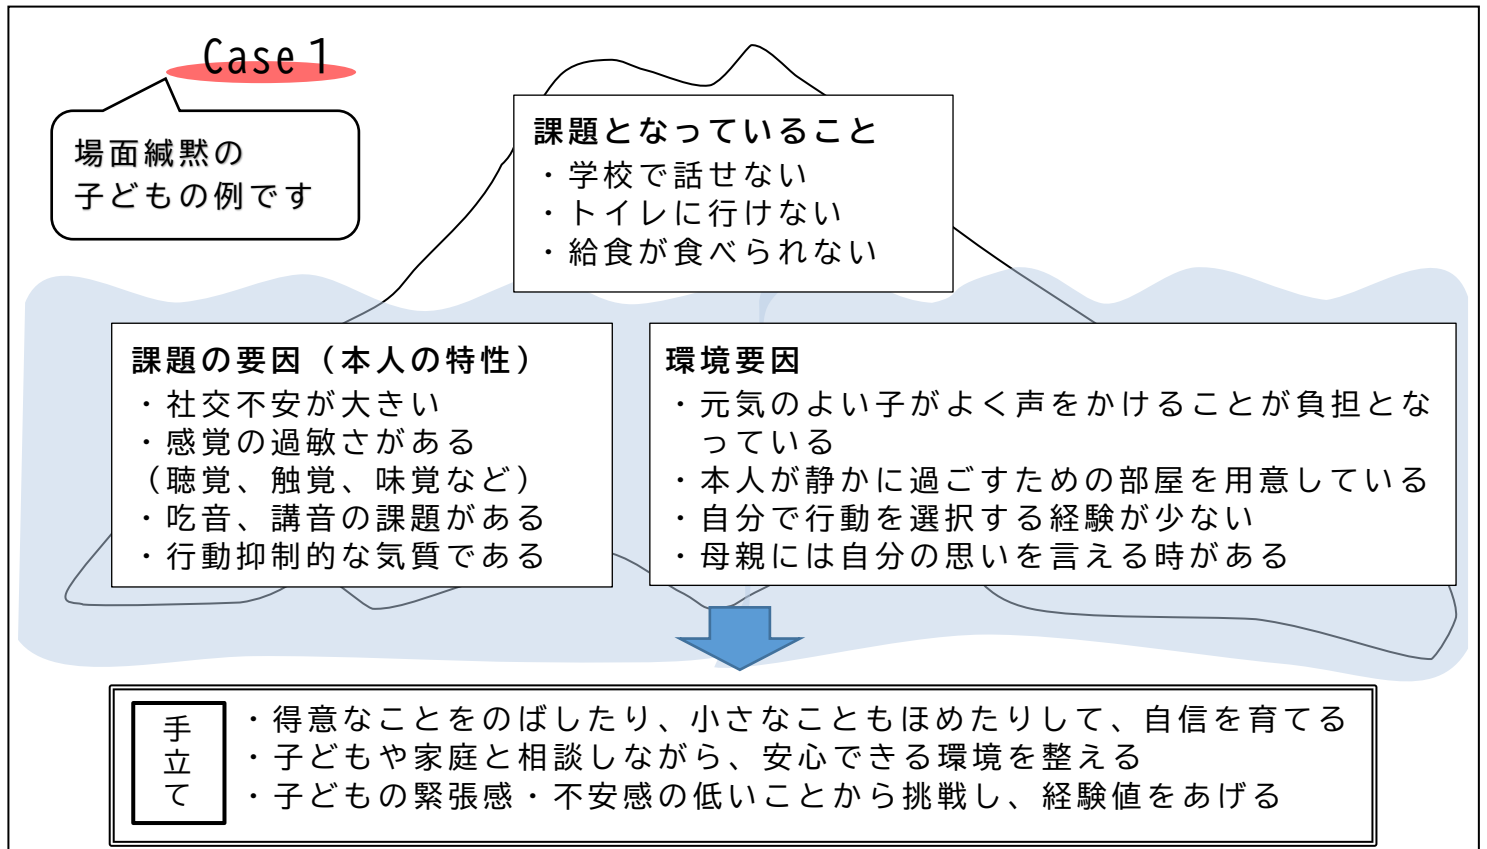 Case1
場面緘黙の
子どもの例です
課題となっていること
・学校で話せない
・トイレに行けない
・給食が食べられない
課題の要因（本人の特性）
・社交不安が大きい
・感覚の過敏さがある
（聴覚、触覚、味覚など）
・吃音、講音の課題がある
・行動抑制的な気質である
環境要因
・元気のよい子がよく声をかけることが負担とな
っている
・本人が静かに過ごすための部屋を用意している
・自分で行動を選択する経験が少ない
・母親には自分の思いを言える時がある
手立て
・得意なことをのばしたり、小さなこともほめたりして、自信を育てる
・子どもや家庭と相談しながら、安心できる環境を整える
・子どもの緊張感・不安感の低いことから挑戦し、経験値をあげる